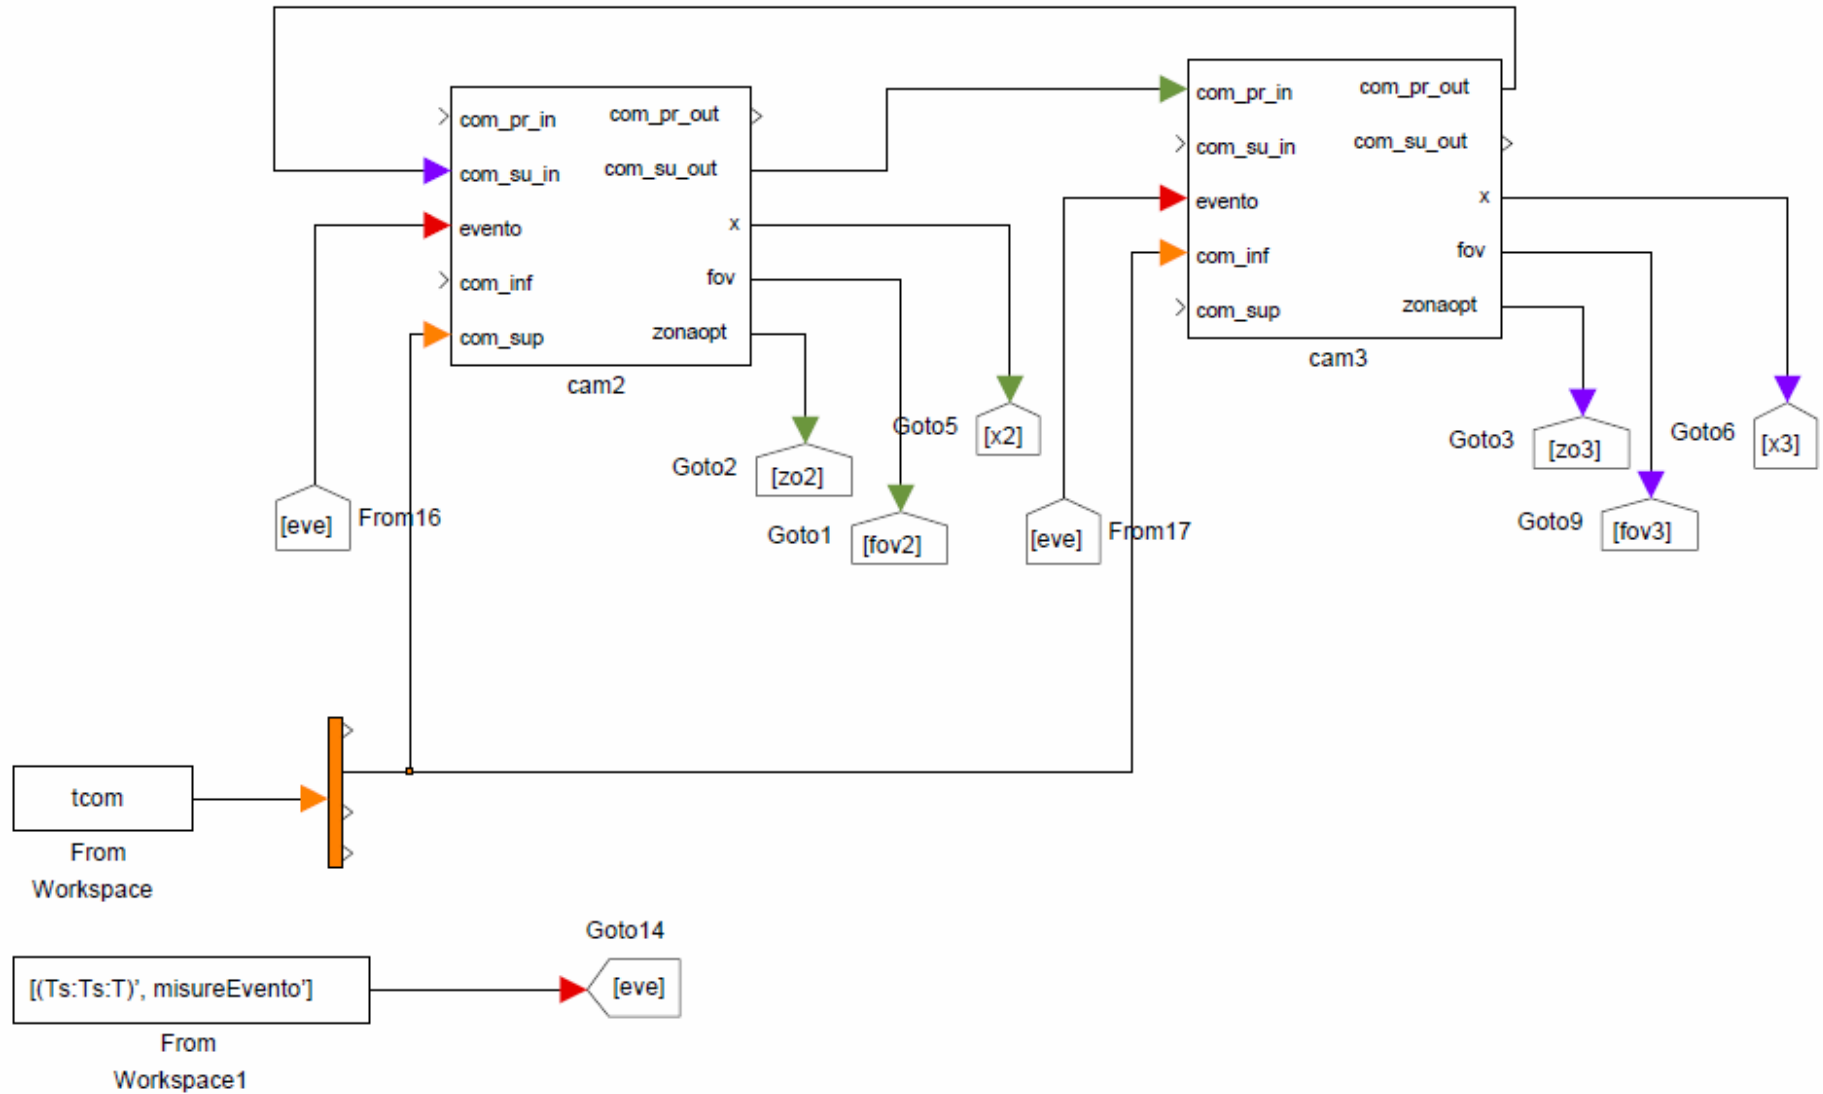 com_pr_in
com_pr_out
com_su_in
com_su_out
evento
x
com_inf
fov
com_sup
zonaopt
cam2
com_pr_in
com_pr_out
com_su_in
com_su_out
evento
x
com_inf
fov
com_sup
zonaopt
cam3
Goto5
[x2]
Goto2
[zo2]
Goto1
[fov2]
[eve]
From16
[eve]
From17
Goto3
[zo3]
Goto6
[x3]
Goto9
[fov3]
tcom
From
Workspace
Goto14
[(Ts:Ts:T)', misureEvento']
[eve]
From
Workspace1